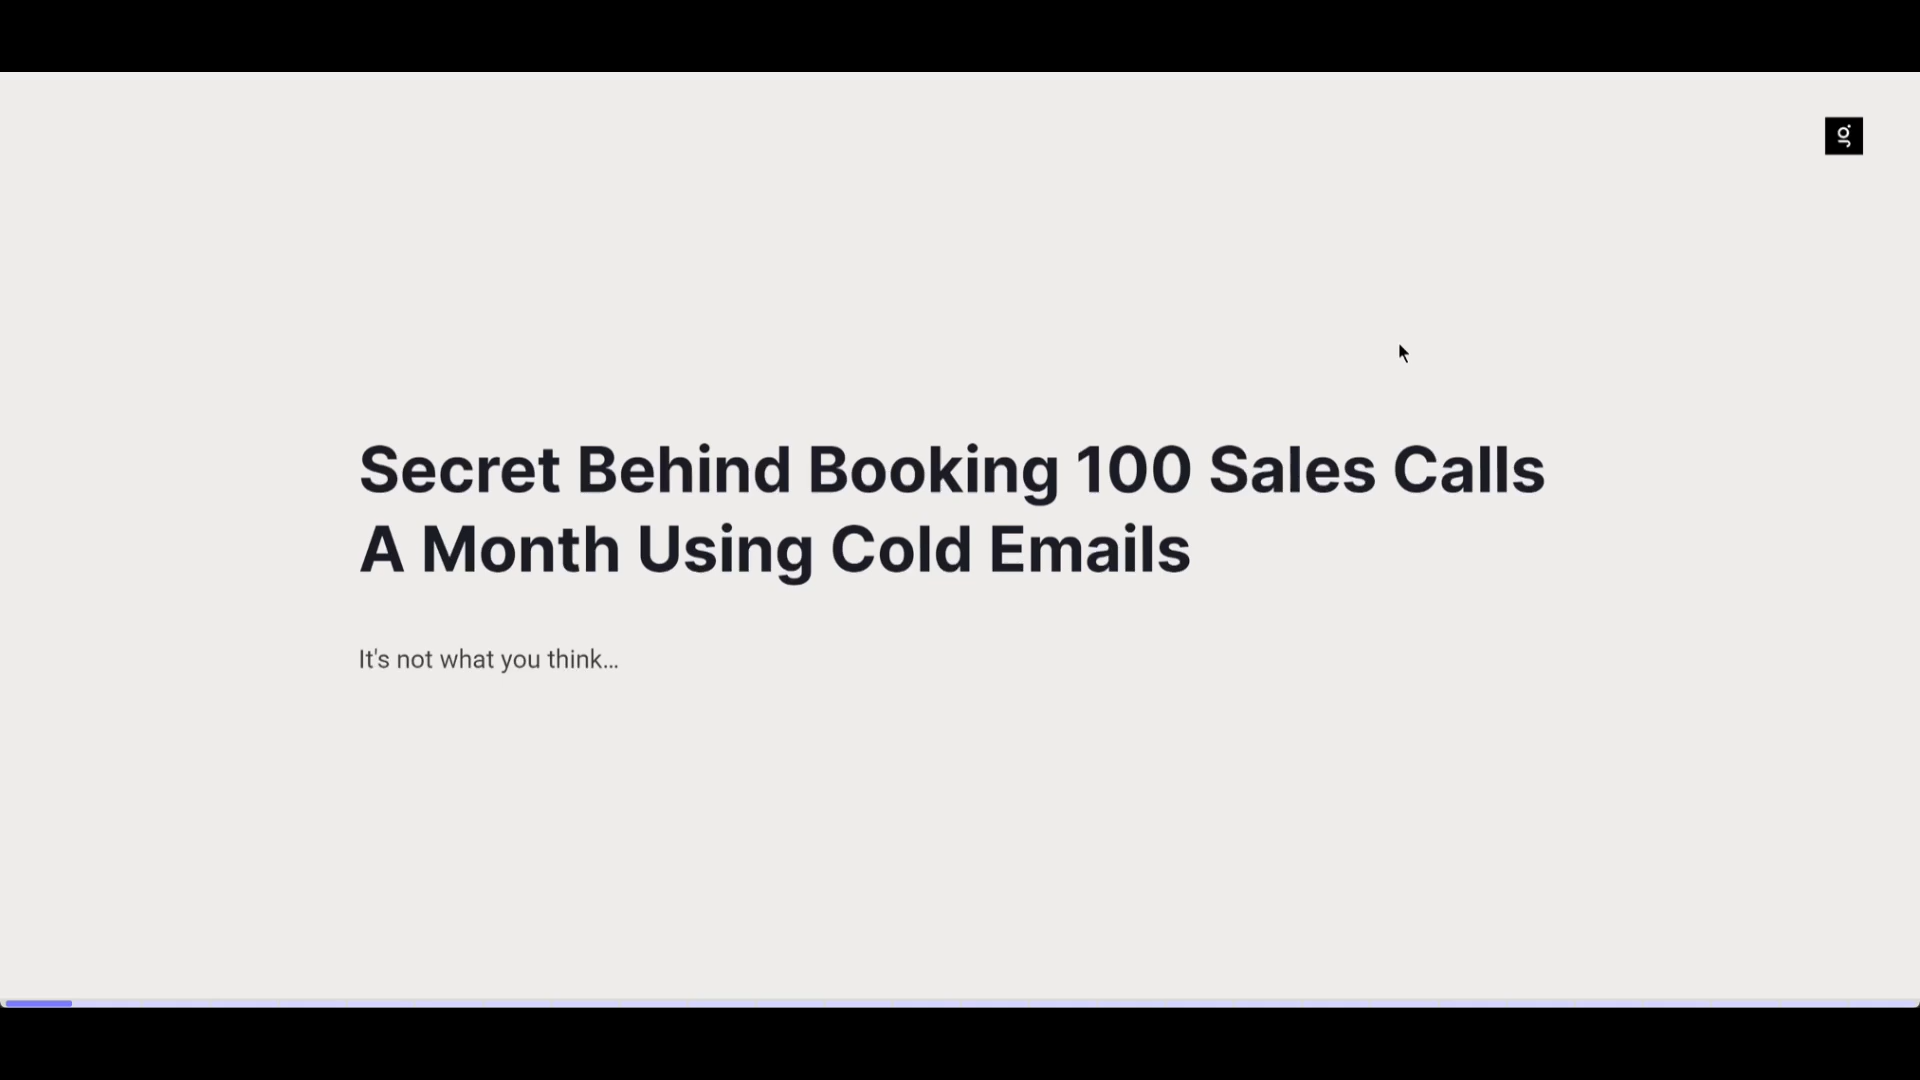 g
Secret Behind Booking 100 Sales Calls
A Month Using Cold Emails
It's not what you think...